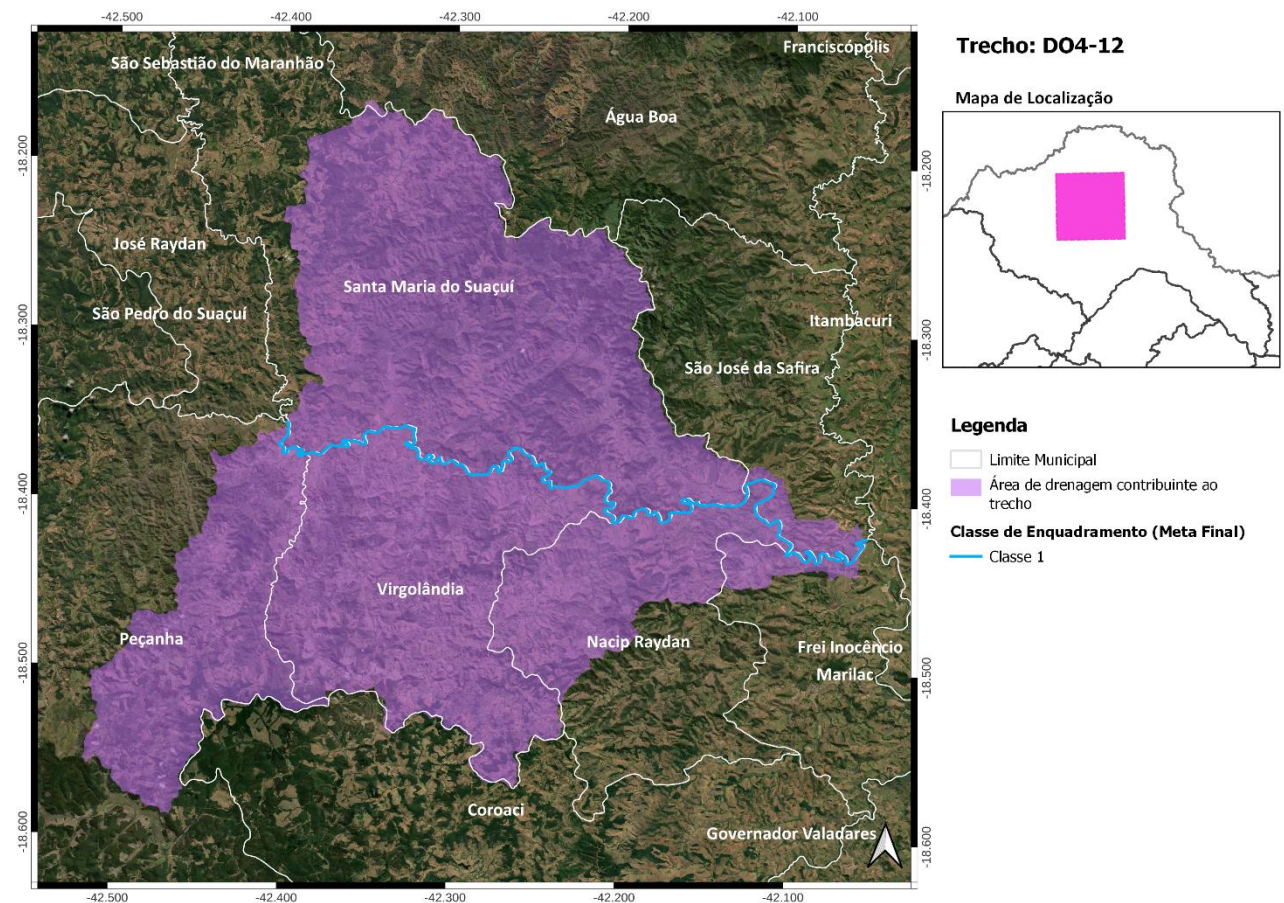 -42.500
-42.400
-42.300
-42.200
-42.100
Franciscópolis
São Sebastião do Maranhão
Água Boa
-18.200
-18.200
José Raydan
Santa Maria do Suaçuí
São Pedro do Suaçuí
Itambacuri
-18.300
-18.300
São José da Safira
-18.400
-18.400
Virgolândia
Peçanha
Nacip Raydan
Frei Inocêncio
Marilac
-18.500
-18.500
Coroaci
Governador Valadares
-18.600
-18.600
-42.500
-42.400
-42.300
-42.200
-42.100
Trecho: DO4-12
Mapa de Localização
Legenda
Limite Municipal
Área de drenagem contribuinte ao
trecho
Classe de Enquadramento (Meta Final)
Classe 1